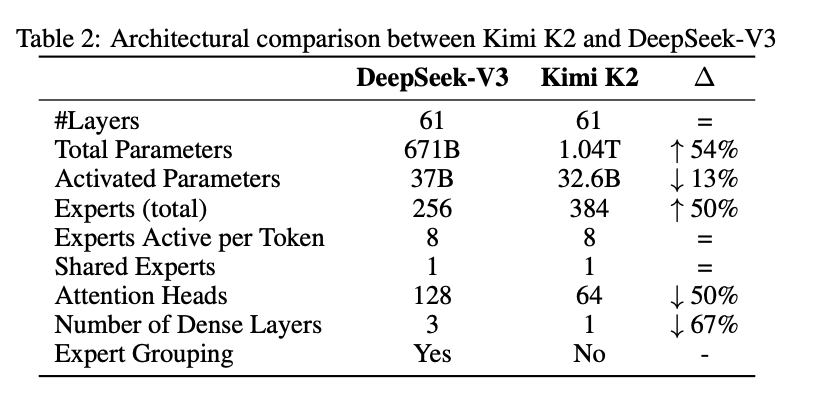 Table 2: Architectural comparison between Kimi K2 and DeepSeek-V3
DeepSeek-V3 Kimi K2 Δ
#Layers 61 61 =
Total Parameters 671B 1.04T ↑ 54%
Activated Parameters 37B 32.6B ↓ 13%
Experts (total) 256 384 ↑ 50%
Experts Active per Token 8 8 =
Shared Experts 1 1 =
Attention Heads 128 64 ↓ 50%
Number of Dense Layers 3 1 ↓ 67%
Expert Grouping Yes No -